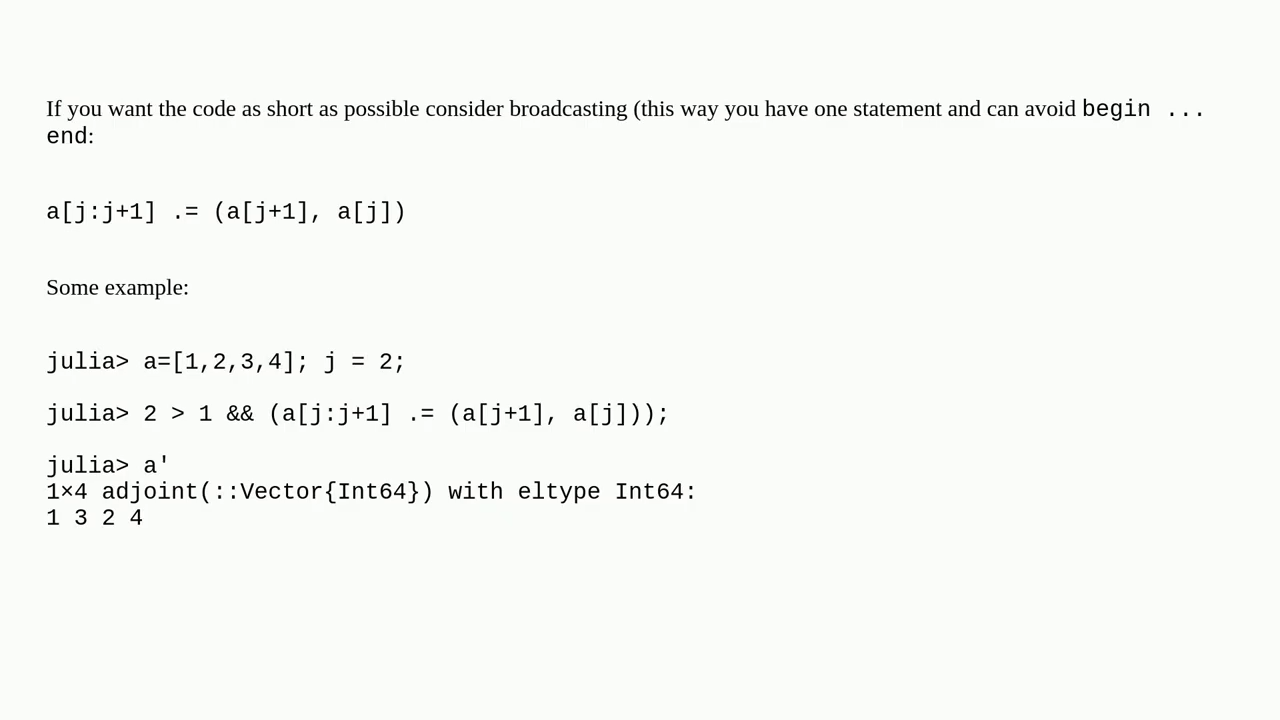 If you want the code as short as possible consider broadcasting (this way you have one statement and can avoid begin ...
end:
a[j:j+1] .= (a[j+1], a[j])
Some example:
julia> a=[1,2,3,4]; j = 2;
julia> 2 > 1 && (a[j:j+1] .= (a[j+1], a[j]));
julia> a'
1×4 adjoint(::Vector{Int64}) with eltype Int64:
1 3 2 4